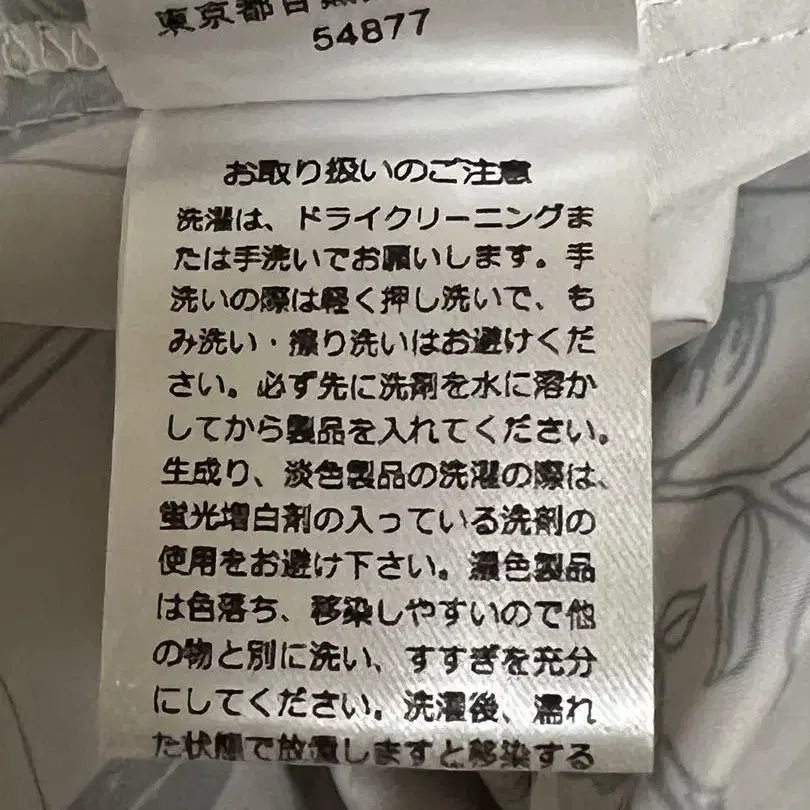 東京都目黒
54877
お取り扱いのご注意
洗濯は、ドライクリーニングま
たは手洗いでお願いします。手
洗いの際は軽く押し洗いで、も
み洗い・擦り洗いはお避けくだ
さい。必ず先に洗剤を水に溶か
してから製品を入れてください。
生成り、淡色製品の洗濯の際は、
蛍光増白剤の入っている洗剤の
使用をお避け下さい。濃色製品
は色落ち、移染しやすいので他
の物と別に洗い、すすぎを充分
にしてください。洗濯後、濡れ
た状態で放置しますと移染する